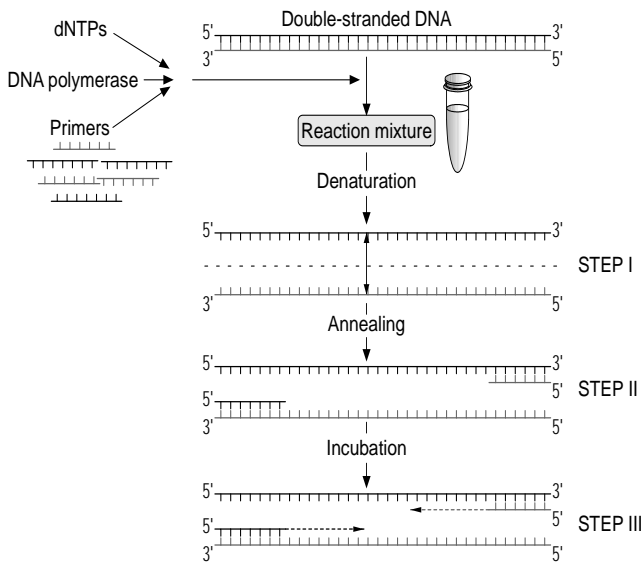 Double-stranded DNA
dNTPs
5' 3'
3' 5'
DNA polymerase
Primers
Reaction mixture
Denaturation
5' 3'
STEP I
3' 5'
Annealing
5' 3'
5'
STEP II
5'
3' 5'
Incubation
5' 3'
5'
STEP III
5'
3' 5'